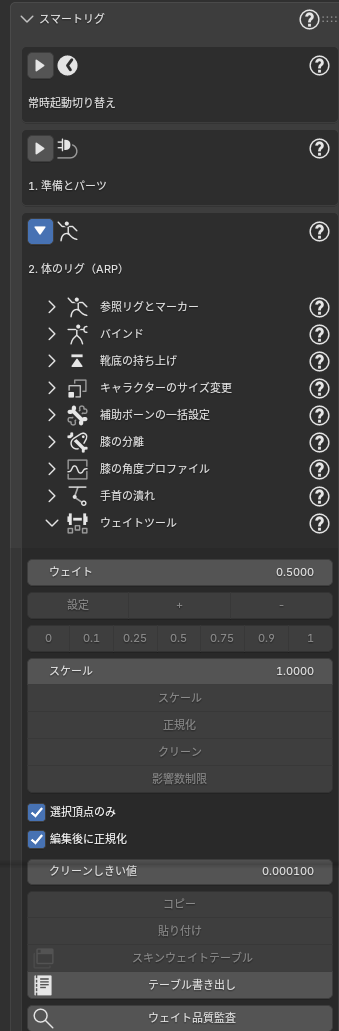 スマートリグ
常時起動切り替え
1. 準備とパーツ
2. 体のリグ（ARP）
参照リグとマーカー
バインド
靴底の持ち上げ
キャラクターのサイズ変更
補助ボーンの一括設定
膝の分離
膝の角度プロファイル
手首の潰れ
ウェイトツール
ウェイト 0.5000
設定 + -
0 0.1 0.25 0.5 0.75 0.9 1
スケール 1.0000
スケール
正規化
クリーン
影響数制限
選択頂点のみ
編集後に正規化
クリーンしきい値 0.000100
コピー
貼り付け
スキンウェイトテーブル
テーブル書き出し
ウェイト品質監査